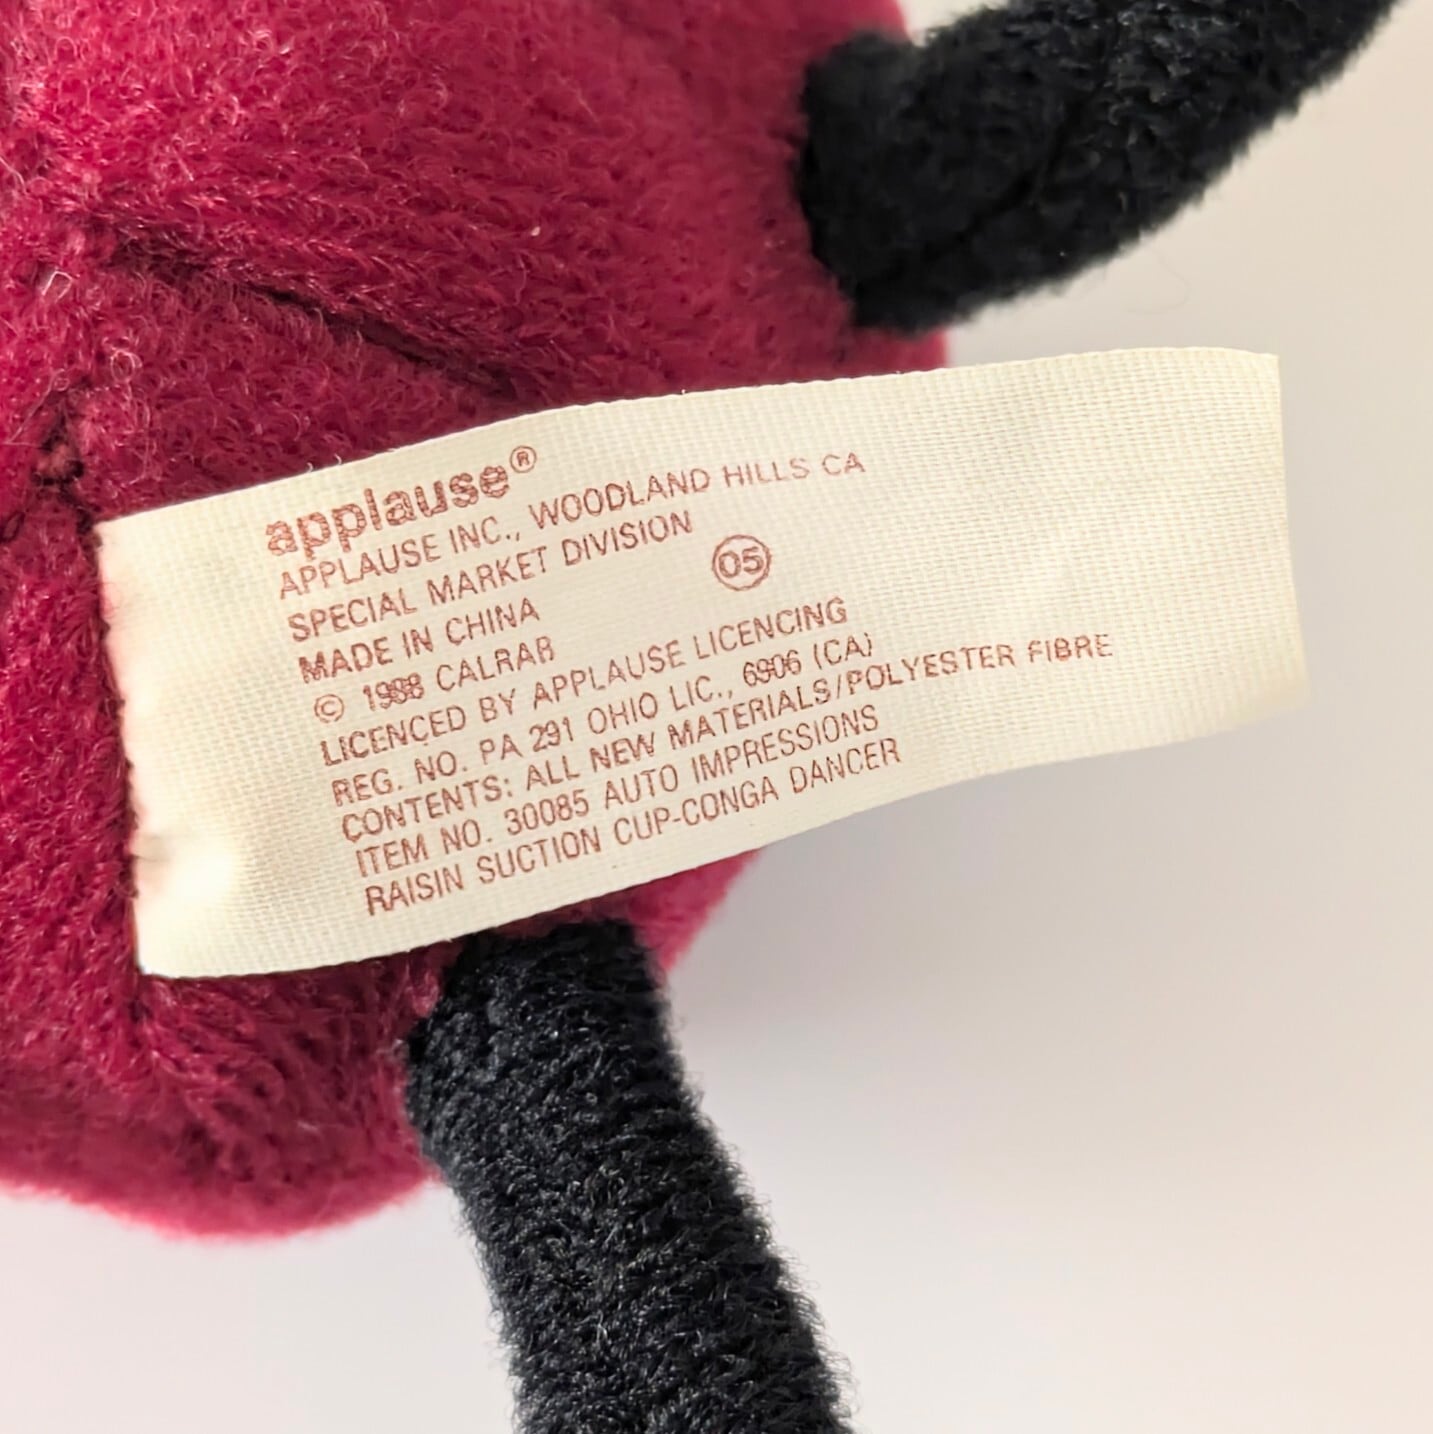 applause®
APPLAUSE INC., WOODLAND HILLS CA
SPECIAL MARKET DIVISION
MADE IN CHINA 05
© 1988 CALRAB
LICENCED BY APPLAUSE LICENCING
REG. NO. PA 291 OHIO LIC., 6906 (CA)
CONTENTS: ALL NEW MATERIALS/POLYESTER FIBRE
ITEM NO. 30085 AUTO IMPRESSIONS
RAISIN SUCTION CUP-CONGA DANCER